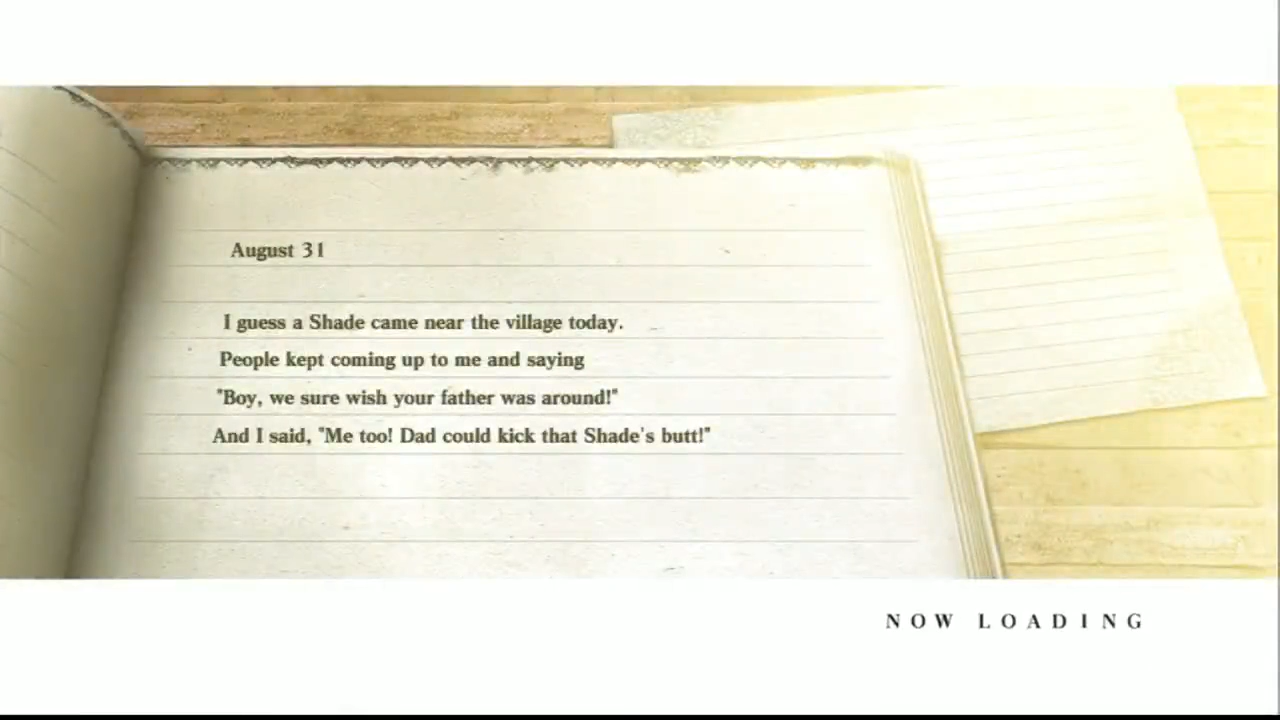 August 31
I guess a Shade came near the village today.
People kept coming up to me and saying
"Boy, we sure wish your father was around!"
And I said, "Me too! Dad could kick that Shade's butt!"
NOW LOADING